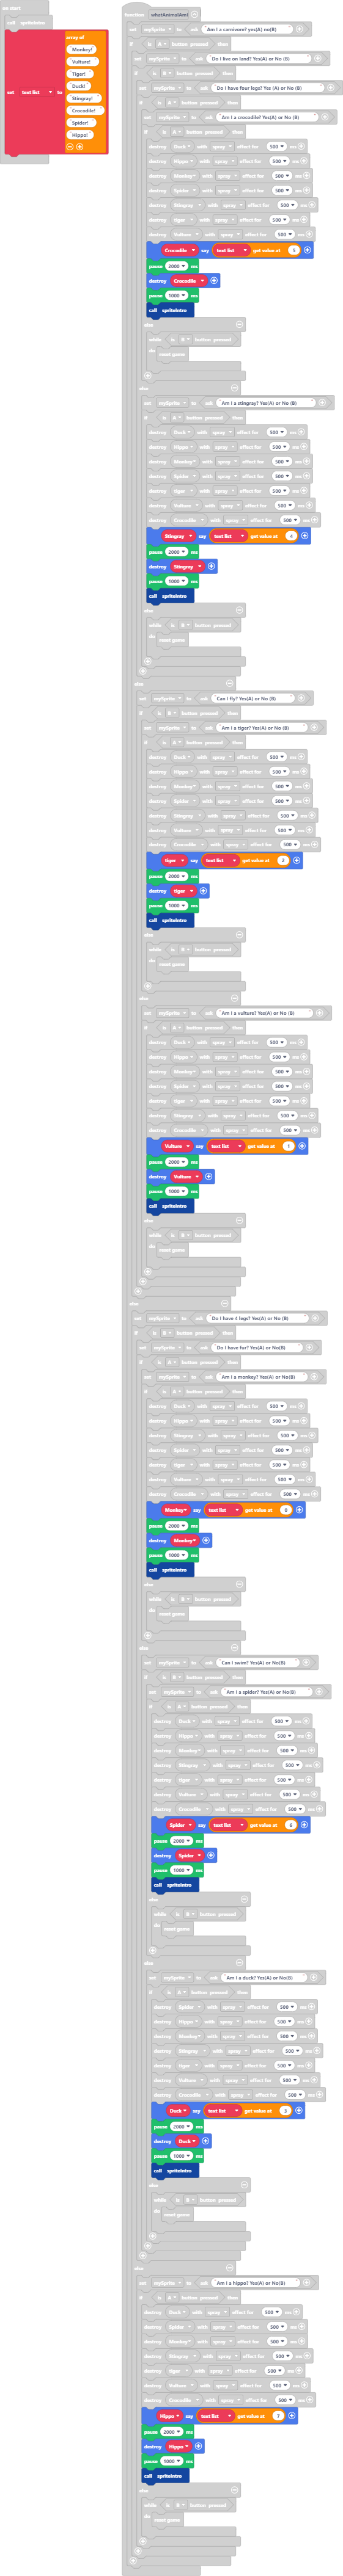 on start
call spriteIntro
set text list to array of
Monkey!
Vulture!
Tiger!
Duck!
Stingray!
Crocodile!
Spider!
Hippo!
function whatAnimalAmI
set mySprite to ask Am I a carnivore? yes(A) no(B)
if is A button pressed then
set mySprite to ask Do I live on land? Yes(A) or No (B)
if is B button pressed then
set mySprite to ask Do I have four legs? Yes (A) or No (B)
if is A button pressed then
set mySprite to ask Am I a crocodile? Yes(A) or No (B)
if is A button pressed then
destroy Duck with spray effect for 500 ms
destroy Hippo with spray effect for 500 ms
destroy Monkey with spray effect for 500 ms
destroy Spider with spray effect for 500 ms
destroy Stingray with spray effect for 500 ms
destroy tiger with spray effect for 500 ms
destroy Vulture with spray effect for 500 ms
Crocodile say text list get value at 5
pause 2000 ms
destroy Crocodile
pause 1000 ms
call spriteIntro
else
while is B button pressed
do reset game
else
set mySprite to ask Am I a stingray? Yes(A) or No (B)
if is A button pressed then
destroy Duck with spray effect for 500 ms
destroy Hippo with spray effect for 500 ms
destroy Monkey with spray effect for 500 ms
destroy Spider with spray effect for 500 ms
destroy tiger with spray effect for 500 ms
destroy Vulture with spray effect for 500 ms
destroy Crocodile with spray effect for 500 ms
Stingray say text list get value at 4
pause 2000 ms
destroy Stingray
pause 1000 ms
call spriteIntro
else
while is B button pressed
do reset game
else
set mySprite to ask Can I fly? Yes(A) or No (B)
if is B button pressed then
set mySprite to ask Am I a tiger? Yes(A) or No (B)
if is A button pressed then
destroy Duck with spray effect for 500 ms
destroy Hippo with spray effect for 500 ms
destroy Monkey with spray effect for 500 ms
destroy Spider with spray effect for 500 ms
destroy Stingray with spray effect for 500 ms
destroy Vulture with spray effect for 500 ms
destroy Crocodile with spray effect for 500 ms
tiger say text list get value at 2
pause 2000 ms
destroy tiger
pause 1000 ms
call spriteIntro
else
while is B button pressed
do reset game
else
set mySprite to ask Am I a vulture? Yes(A) or No (B)
if is A button pressed then
destroy Duck with spray effect for 500 ms
destroy Hippo with spray effect for 500 ms
destroy Monkey with spray effect for 500 ms
destroy Spider with spray effect for 500 ms
destroy tiger with spray effect for 500 ms
destroy Stingray with spray effect for 500 ms
destroy Crocodile with spray effect for 500 ms
Vulture say text list get value at 1
pause 2000 ms
destroy Vulture
pause 1000 ms
call spriteIntro
else
while is B button pressed
do reset game
else
set mySprite to ask Do I have 4 legs? Yes(A) or No (B)
if is B button pressed then
set mySprite to ask Do I have fur? Yes(A) or No(B)
if is A button pressed then
set mySprite to ask Am I a monkey? Yes(A) or No(B)
if is A button pressed then
destroy Duck with spray effect for 500 ms
destroy Hippo with spray effect for 500 ms
destroy Stingray with spray effect for 500 ms
destroy Spider with spray effect for 500 ms
destroy tiger with spray effect for 500 ms
destroy Vulture with spray effect for 500 ms
destroy Crocodile with spray effect for 500 ms
Monkey say text list get value at 0
pause 2000 ms
destroy Monkey
pause 1000 ms
call spriteIntro
else
while is B button pressed
do reset game
else
set mySprite to ask Can I swim? Yes(A) or No(B)
if is B button pressed then
set mySprite to ask Am I a spider? Yes(A) or No(B)
if is A button pressed then
destroy Duck with spray effect for 500 ms
destroy Hippo with spray effect for 500 ms
destroy Monkey with spray effect for 500 ms
destroy Stingray with spray effect for 500 ms
destroy tiger with spray effect for 500 ms
destroy Vulture with spray effect for 500 ms
destroy Crocodile with spray effect for 500 ms
Spider say text list get value at 6
pause 2000 ms
destroy Spider
pause 1000 ms
call spriteIntro
else
while is B button pressed
do reset game
else
set mySprite to ask Am I a duck? Yes(A) or No(B)
if is A button pressed then
destroy Spider with spray effect for 500 ms
destroy Hippo with spray effect for 500 ms
destroy Monkey with spray effect for 500 ms
destroy Stingray with spray effect for 500 ms
destroy tiger with spray effect for 500 ms
destroy Vulture with spray effect for 500 ms
destroy Crocodile with spray effect for 500 ms
Duck say text list get value at 3
pause 2000 ms
destroy Duck
pause 1000 ms
call spriteIntro
else
while is B button pressed
do reset game
else
set mySprite to ask Am I a hippo? Yes(A) or No(B)
if is A button pressed then
destroy Duck with spray effect for 500 ms
destroy Spider with spray effect for 500 ms
destroy Monkey with spray effect for 500 ms
destroy Stingray with spray effect for 500 ms
destroy tiger with spray effect for 500 ms
destroy Vulture with spray effect for 500 ms
destroy Crocodile with spray effect for 500 ms
Hippo say text list get value at 7
pause 2000 ms
destroy Hippo
pause 1000 ms
call spriteIntro
else
while is B button pressed
do reset game